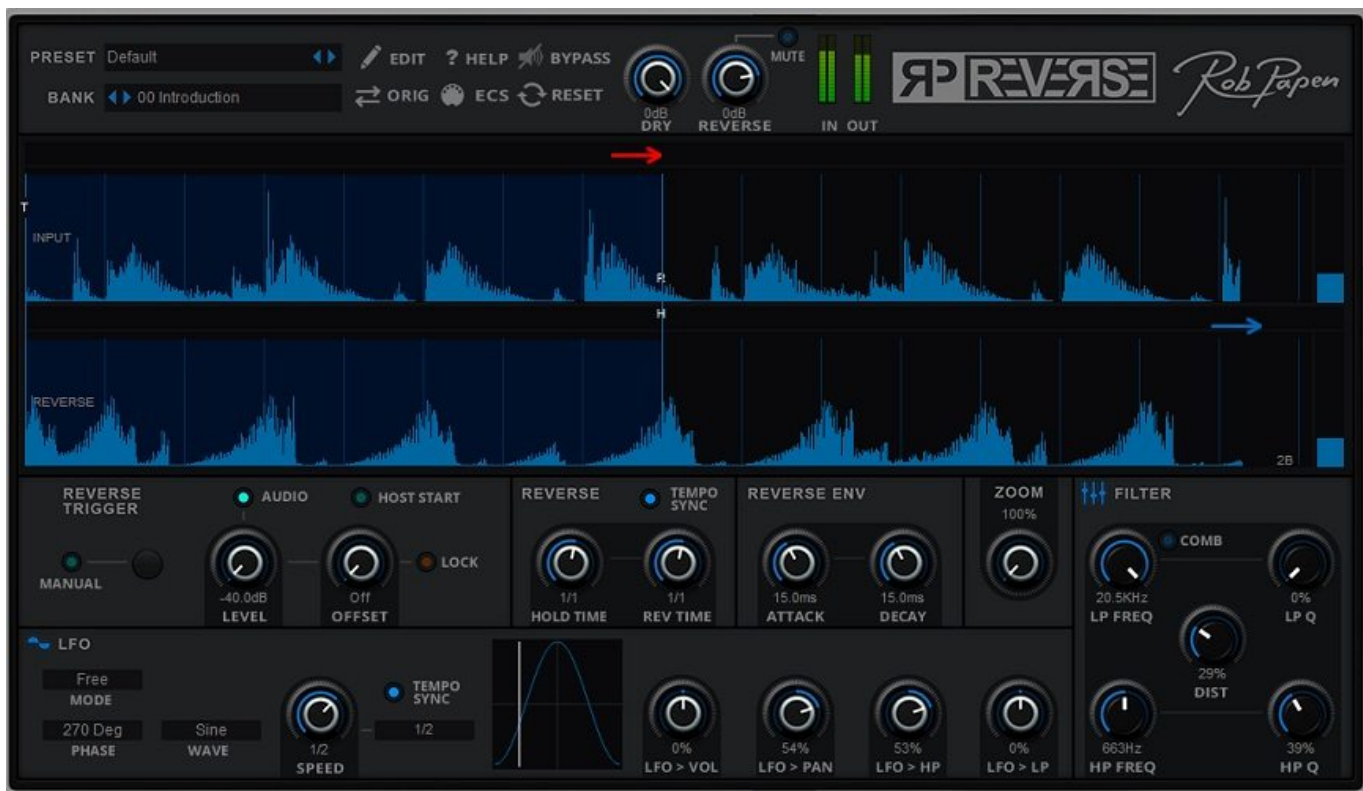 PRESET Default EDIT ? HELP BYPASS MUTE
BANK 00 Introduction ORIG ECS RESET
0dB 0dB
DRY REVERSE IN OUT
RP REVERSE
Rob Papen
T
INPUT
R
H
REVERSE
2B
REVERSE
TRIGGER
AUDIO
HOST START
MANUAL
-40.0dB
LEVEL
Off
OFFSET
LOCK
REVERSE
TEMPO
SYNC
1/1
HOLD TIME
1/1
REV TIME
REVERSE ENV
15.0ms
ATTACK
15.0ms
DECAY
ZOOM
100%
FILTER
COMB
20.5KHz
LP FREQ
0%
LP Q
29%
DIST
663Hz
HP FREQ
39%
HP Q
LFO
Free
MODE
270 Deg
PHASE
Sine
WAVE
1/2
SPEED
TEMPO
SYNC
1/2
0%
LFO > VOL
54%
LFO > PAN
53%
LFO > HP
0%
LFO > LP